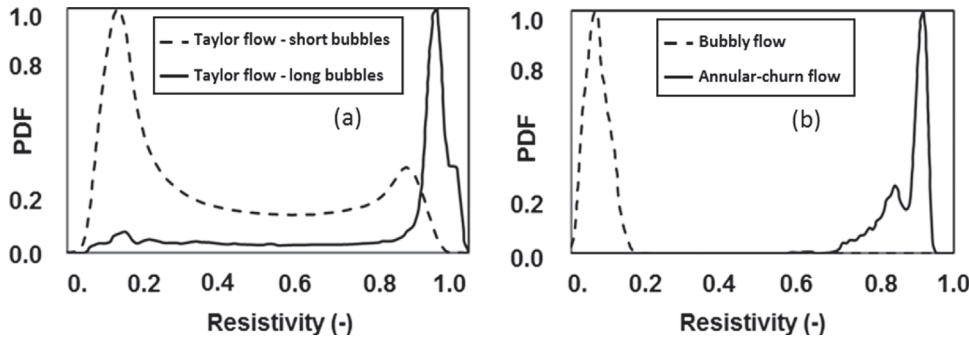 1.0
0.8
0.2
0.0
PDF
Taylor flow - short bubbles
Taylor flow - long bubbles
(a)
0. 0.2 0.4 0.6 0.8 1.0
Resistivity (-)
1.0
0.8
0.2
0.0
PDF
Bubbly flow
Annular-churn flow
(b)
0. 0.2 0.4 0.6 0.8 1.0
Resistivity (-)